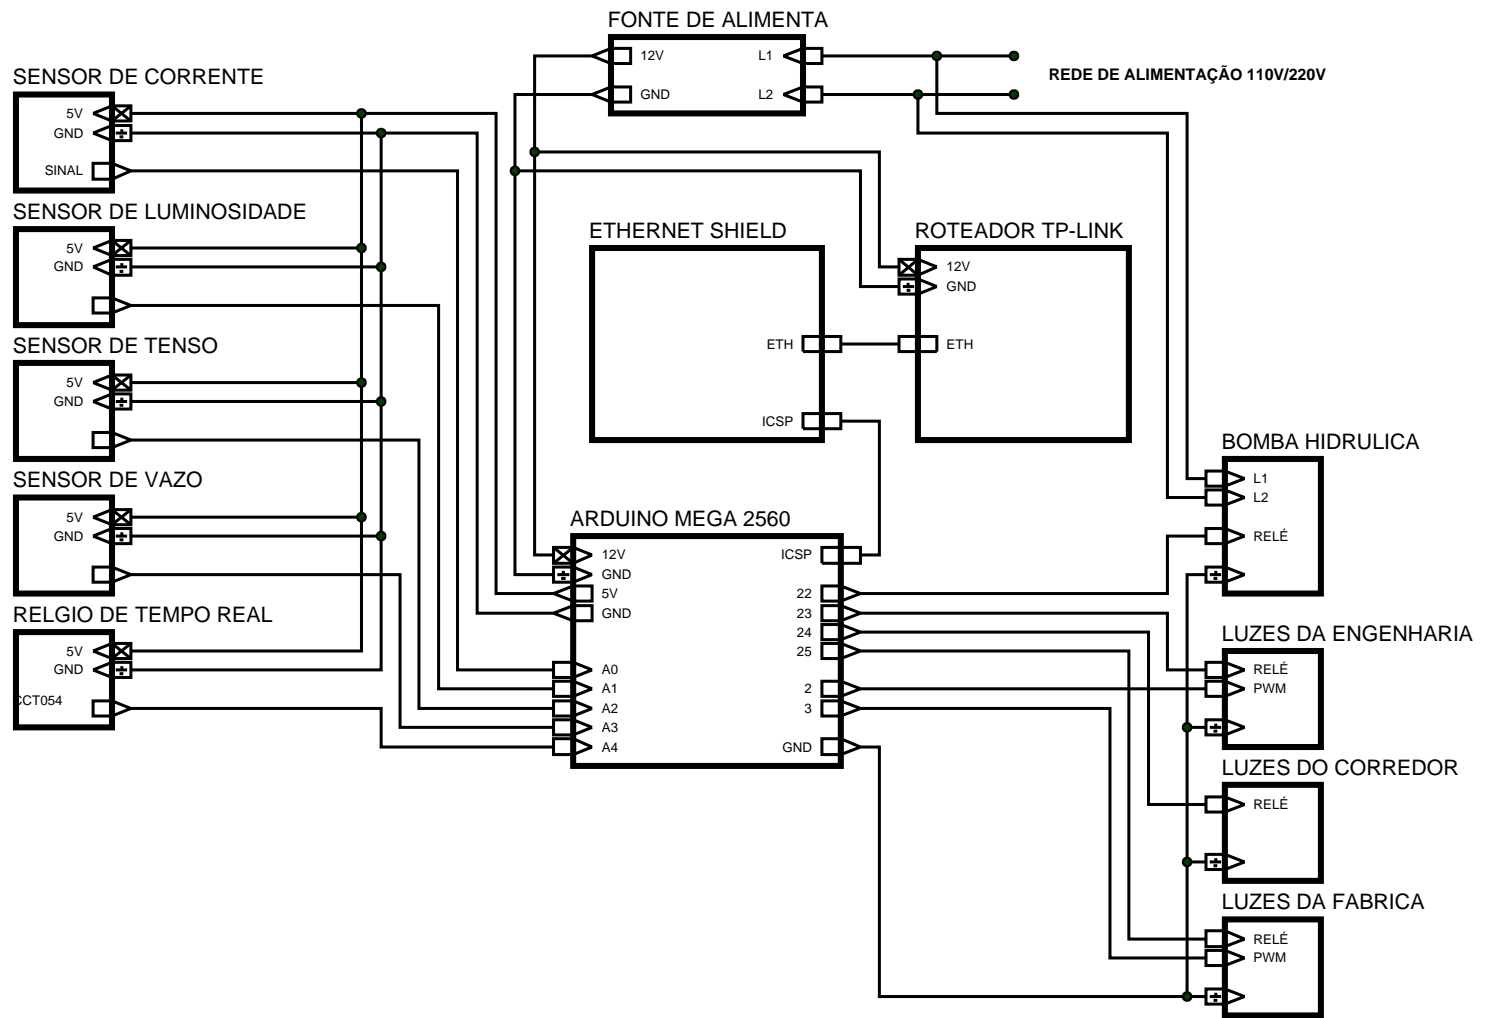 FONTE DE ALIMENTA
12V
L1
GND
L2
REDE DE ALIMENTAÇÃO 110V/220V
SENSOR DE CORRENTE
5V
GND
SINAL
SENSOR DE LUMINOSIDADE
5V
GND
SENSOR DE TENSO
5V
GND
SENSOR DE VAZO
5V
GND
RELGIO DE TEMPO REAL
5V
GND
CCT054
ETHERNET SHIELD
ETH
ICSP
ROTEADOR TP-LINK
12V
GND
ETH
ARDUINO MEGA 2560
12V
GND
5V
GND
A0
A1
A2
A3
A4
ICSP
22
23
24
25
2
3
GND
BOMBA HIDRULICA
L1
L2
RELÉ
LUZES DA ENGENHARIA
RELÉ
PWM
LUZES DO CORREDOR
RELÉ
LUZES DA FABRICA
RELÉ
PWM